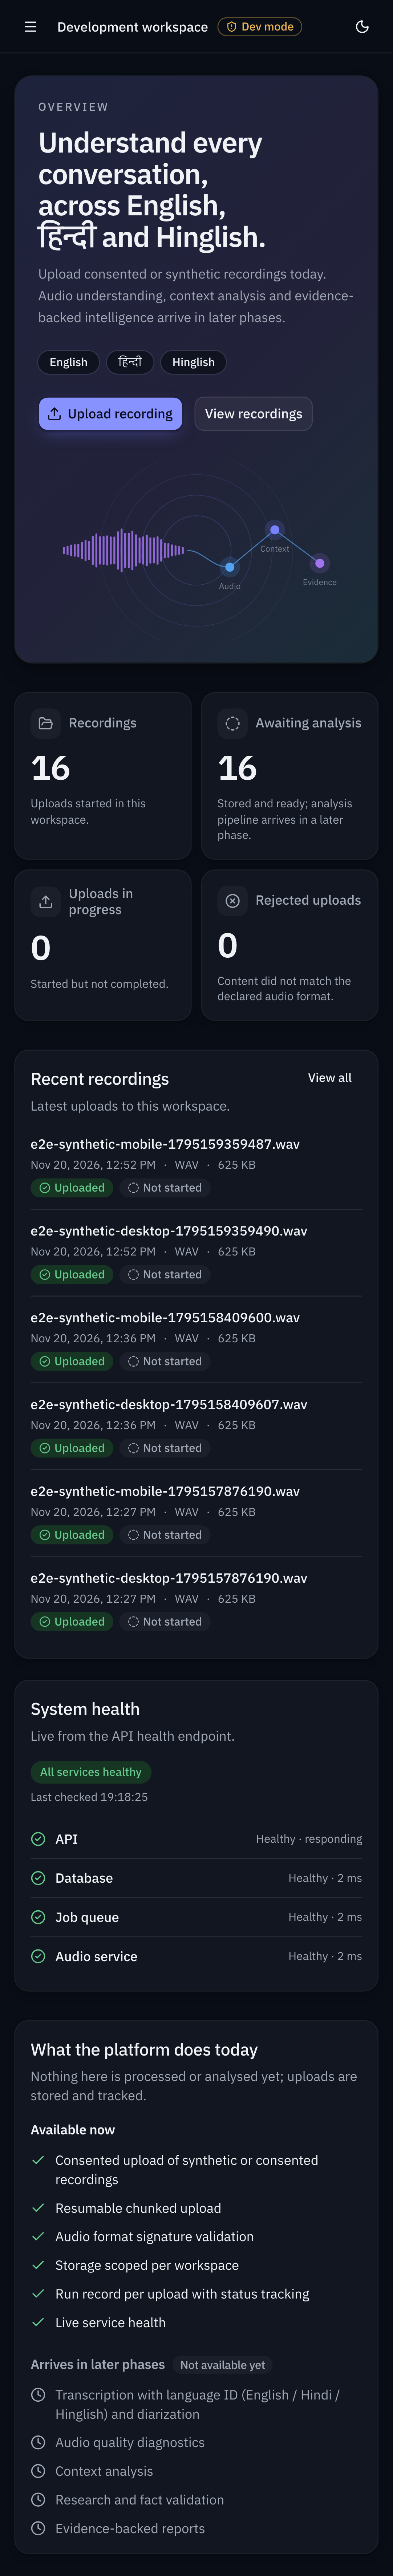 Development workspace Dev mode
OVERVIEW
Understand every
conversation,
across English,
हिन्दी and Hinglish.
Upload consented or synthetic recordings today.
Audio understanding, context analysis and evidence-
backed intelligence arrive in later phases.
English हिन्दी Hinglish
Upload recording View recordings
Context
Audio
Evidence
Recordings
16
Uploads started in this
workspace.
Awaiting analysis
16
Stored and ready; analysis
pipeline arrives in a later
phase.
Uploads in
progress
0
Started but not completed.
Rejected uploads
0
Content did not match the
declared audio format.
Recent recordings View all
Latest uploads to this workspace.
e2e-synthetic-mobile-1795159359487.wav
Nov 20, 2026, 12:52 PM · WAV · 625 KB
Uploaded Not started
e2e-synthetic-desktop-1795159359490.wav
Nov 20, 2026, 12:52 PM · WAV · 625 KB
Uploaded Not started
e2e-synthetic-mobile-1795158409600.wav
Nov 20, 2026, 12:36 PM · WAV · 625 KB
Uploaded Not started
e2e-synthetic-desktop-1795158409607.wav
Nov 20, 2026, 12:36 PM · WAV · 625 KB
Uploaded Not started
e2e-synthetic-mobile-1795157876190.wav
Nov 20, 2026, 12:27 PM · WAV · 625 KB
Uploaded Not started
e2e-synthetic-desktop-1795157876190.wav
Nov 20, 2026, 12:27 PM · WAV · 625 KB
Uploaded Not started
System health
Live from the API health endpoint.
All services healthy
Last checked 19:18:25
API Healthy · responding
Database Healthy · 2 ms
Job queue Healthy · 2 ms
Audio service Healthy · 2 ms
What the platform does today
Nothing here is processed or analysed yet; uploads are
stored and tracked.
Available now
Consented upload of synthetic or consented
recordings
Resumable chunked upload
Audio format signature validation
Storage scoped per workspace
Run record per upload with status tracking
Live service health
Arrives in later phases Not available yet
Transcription with language ID (English / Hindi /
Hinglish) and diarization
Audio quality diagnostics
Context analysis
Research and fact validation
Evidence-backed reports